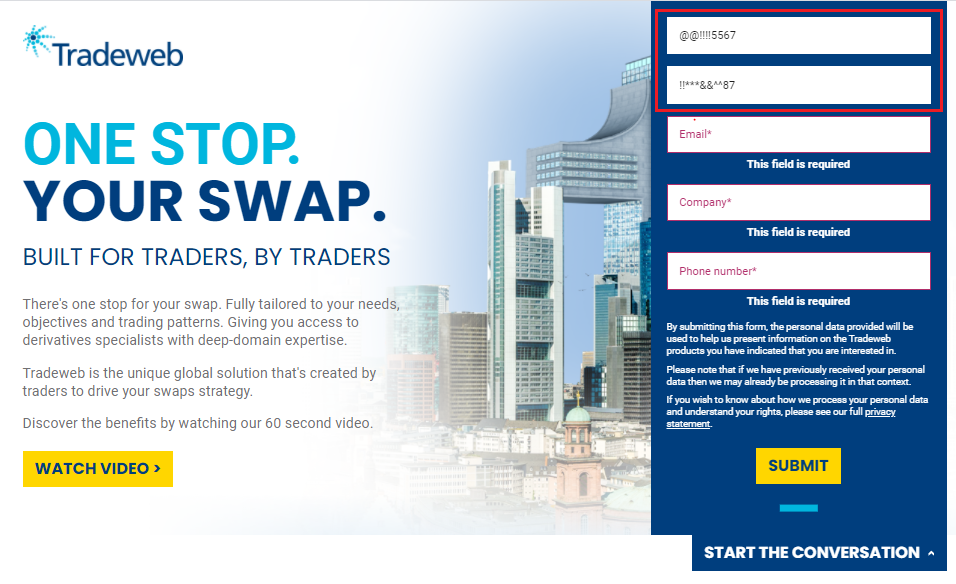 Tradeweb
ONE STOP.
YOUR SWAP.
BUILT FOR TRADERS, BY TRADERS
There's one stop for your swap. Fully tailored to your needs,
objectives and trading patterns. Giving you access to
derivatives specialists with deep-domain expertise.
Tradeweb is the unique global solution that's created by
traders to drive your swaps strategy.
Discover the benefits by watching our 60 second video.
WATCH VIDEO >
@@!!!!5567
!!***&&^^87
Email*
This field is required
Company*
This field is required
Phone number*
This field is required
By submitting this form, the personal data provided will be
used to help us present information on the Tradeweb
products you have indicated that you are interested in.
Please note that if we have previously received your personal
data then we may already be processing it in that context.
If you wish to know about how we process your personal data
and understand your rights, please see our full privacy
statement.
SUBMIT
START THE CONVERSATION ^